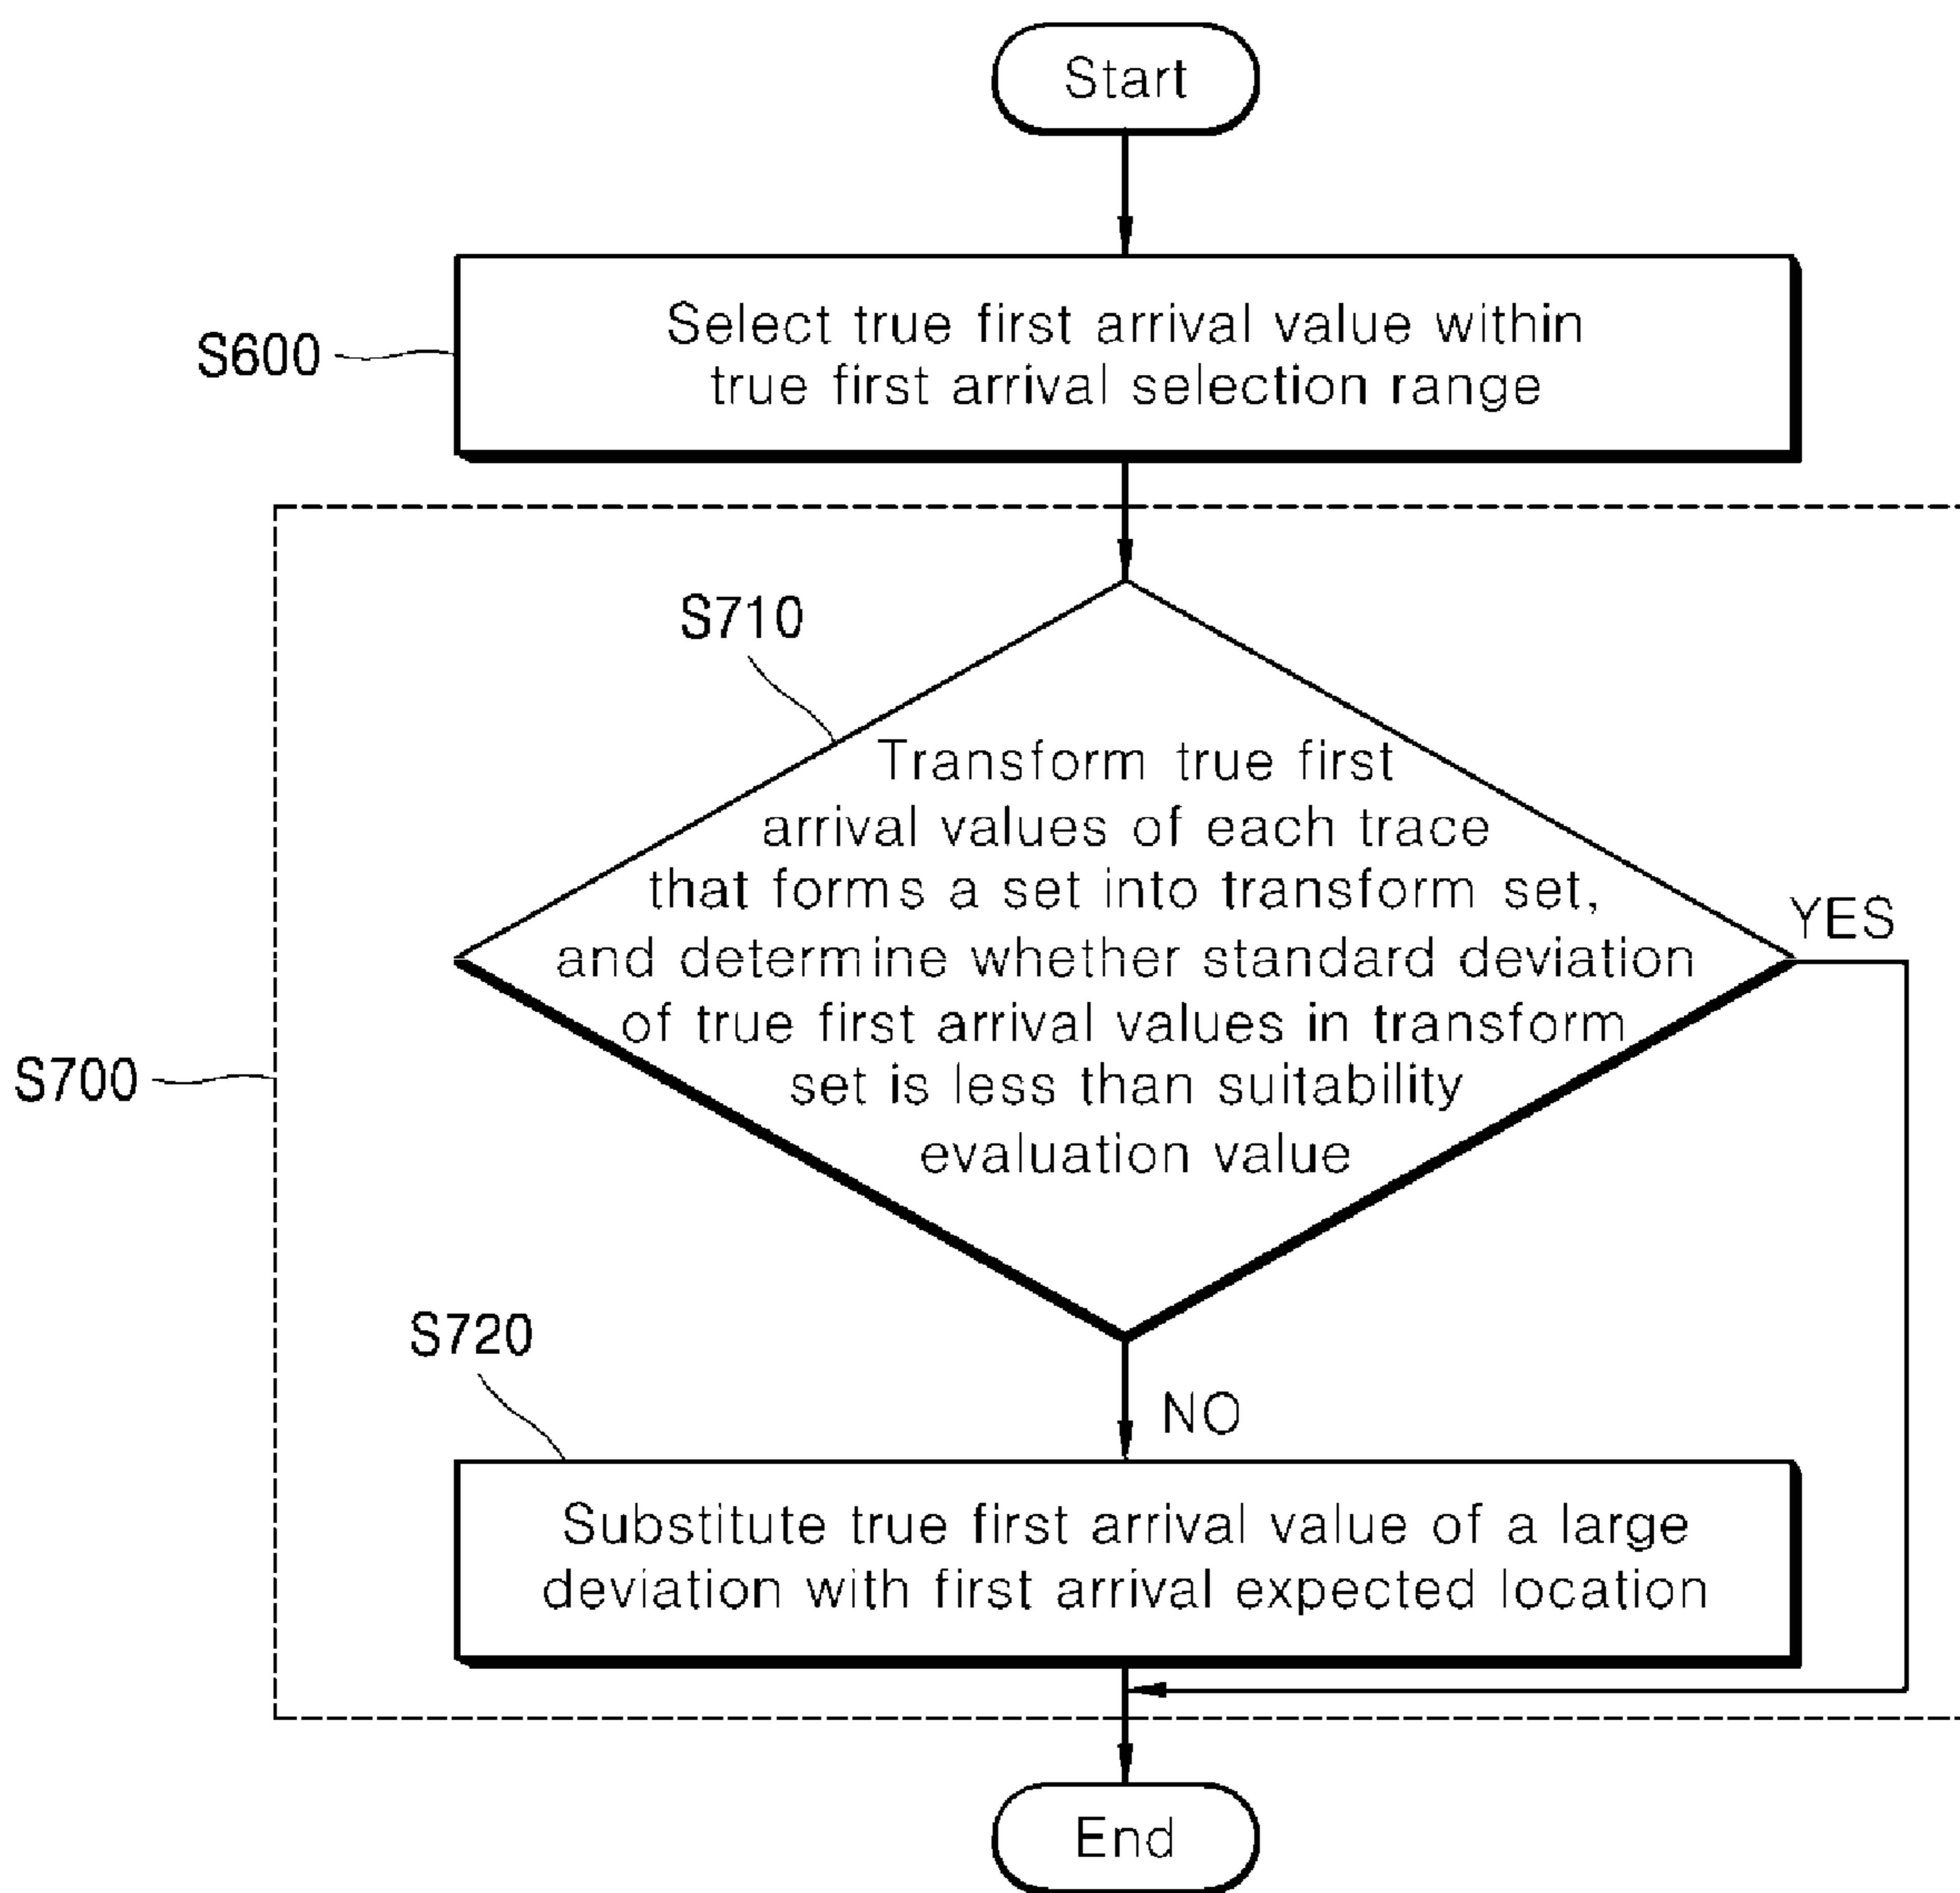 Start
S600
Select true first arrival value within
true first arrival selection range
S700
S710
Transform true first
arrival values of each trace
that forms a set into transform set,
and determine whether standard deviation
of true first arrival values in transform
set is less than suitability
evaluation value
YES
NO
S720
Substitute true first arrival value of a large
deviation with first arrival expected location
End